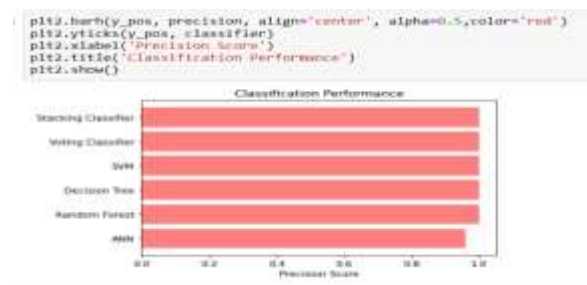 plt2.barh(y_pos, precision, align='center', alpha=0.5,color='red')
plt2.yticks(y_pos, classifier)
plt2.xlabel('Precision Score')
plt2.title('Classification Performance')
plt2.show()
Classification Performance
Stacking Classifier
Voting Classifier
SVM
Decision Tree
Random Forest
ANN
0.0 0.2 0.4 0.6 0.8 1.0
Precision Score